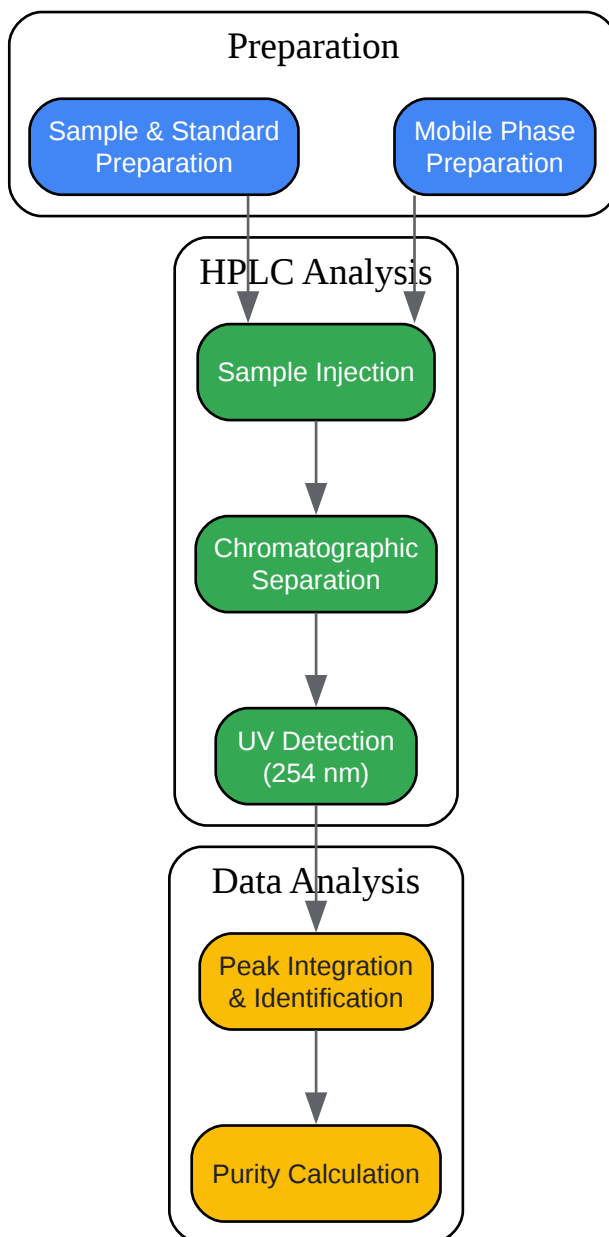 Preparation
Sample & Standard
Preparation
Mobile Phase
Preparation
HPLC Analysis
Sample Injection
Chromatographic
Separation
UV Detection
(254 nm)
Data Analysis
Peak Integration
& Identification
Purity Calculation